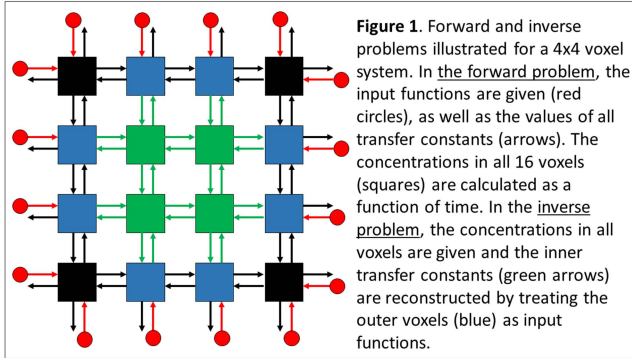 Figure 1. Forward and inverse
problems illustrated for a 4x4 voxel
system. In the forward problem, the
input functions are given (red
circles), as well as the values of all
transfer constants (arrows). The
concentrations in all 16 voxels
(squares) are calculated as a
function of time. In the inverse
problem, the concentrations in all
voxels are given and the inner
transfer constants (green arrows)
are reconstructed by treating the
outer voxels (blue) as input
functions.